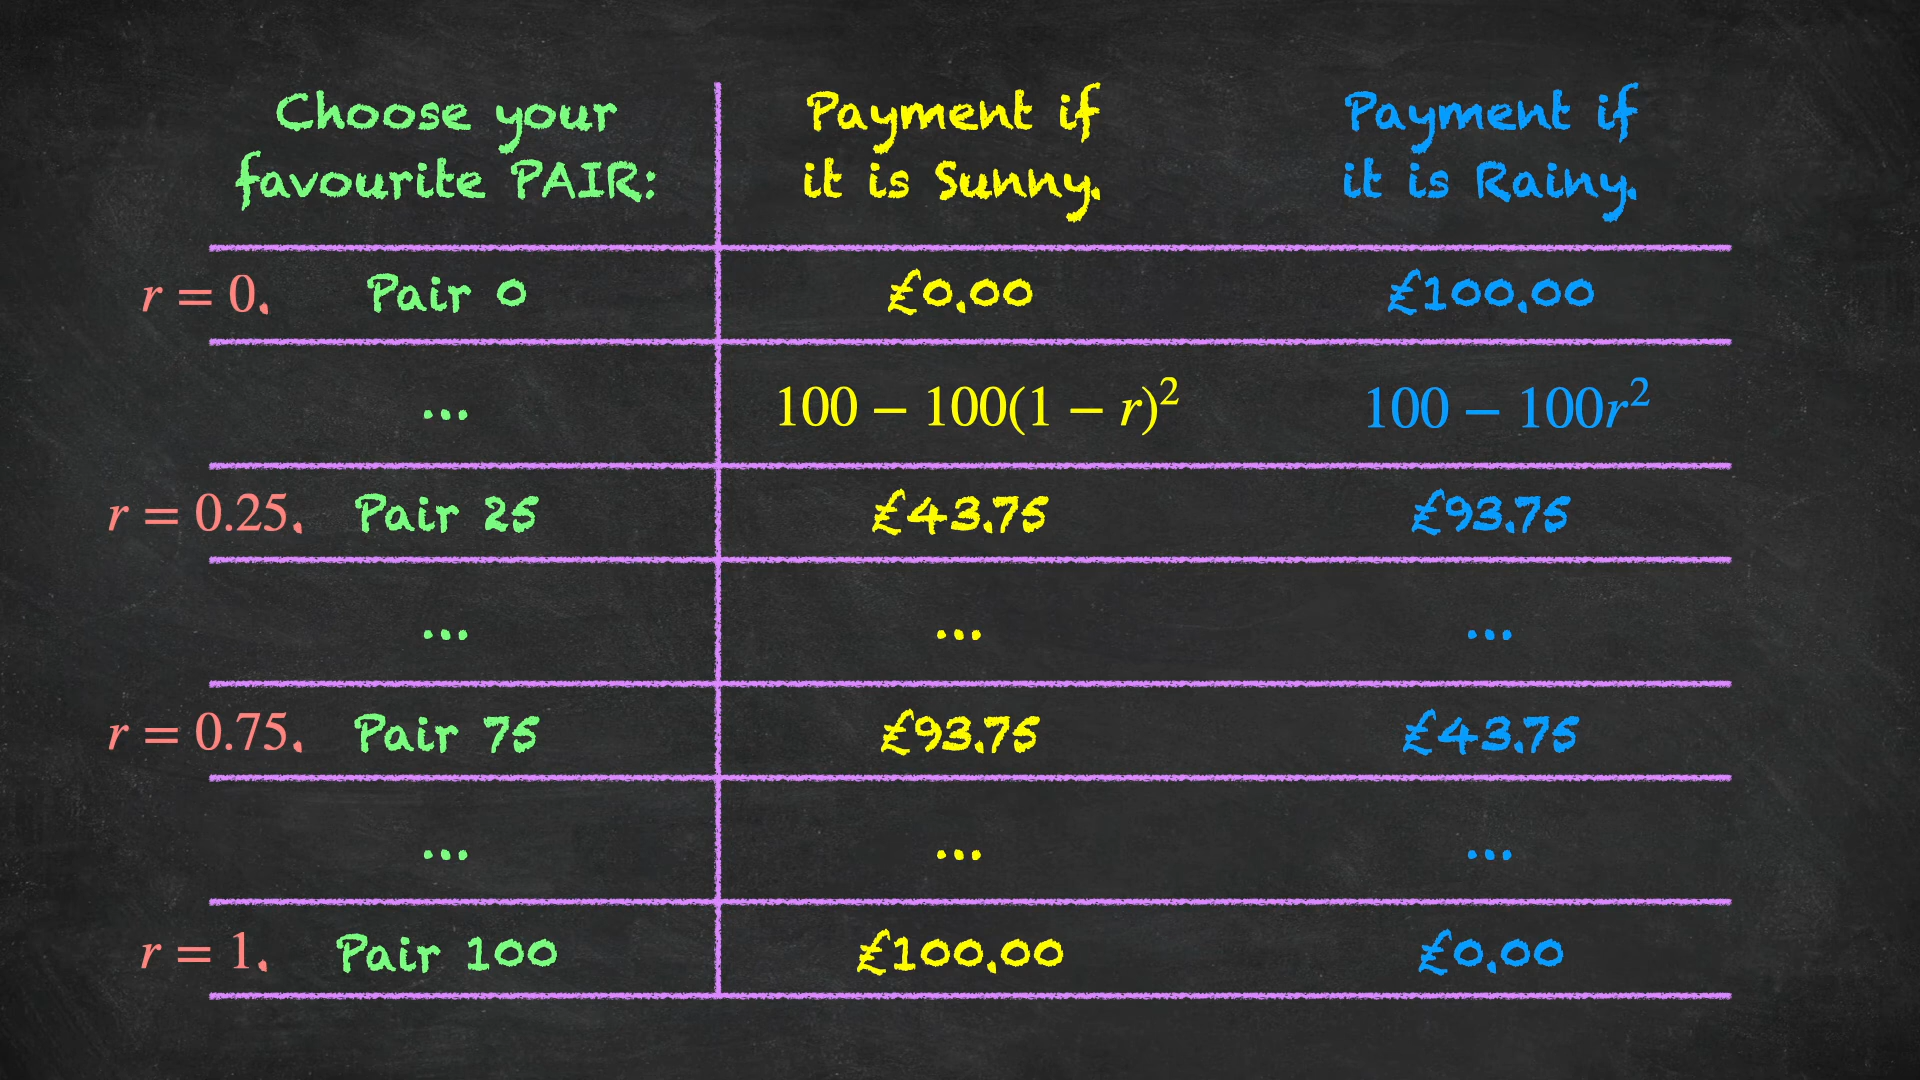 Choose your
favourite PAIR:
Payment if
it is Sunny.
Payment if
it is Rainy.
r = 0. Pair 0 £0.00 £100.00
... 100 − 100(1 − r)² 100 − 100r²
r = 0.25. Pair 25 £43.75 £93.75
... ... ...
r = 0.75. Pair 75 £93.75 £43.75
... ... ...
r = 1. Pair 100 £100.00 £0.00